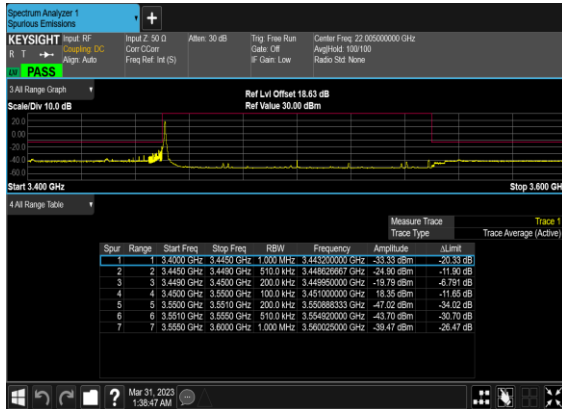 Spectrum Analyzer 1
Spurious Emissions
+
KEYSIGHT Input: RF Input Z: 50 Ω Atten: 30 dB Trig: Free Run Center Freq: 22.005000000 GHz
R T Coupling: DC Corr CCorr Gate: Off Avg|Hold: 100/100
Align: Auto Freq Ref: Int (S) IF Gain: Low Radio Std: None
PASS
3 All Range Graph
Ref Lvl Offset 18.63 dB
Scale/Div 10.0 dB Ref Value 30.00 dBm
20.0
0.00
-20.0
-40.0
-60.0
Start 3.400 GHz Stop 3.600 GH
4 All Range Table
Measure Trace Trace 1
Trace Type Trace Average (Active)
Spur Range Start Freq Stop Freq RBW Frequency Amplitude ΔLimit
1 1 3.4000 GHz 3.4450 GHz 1.000 MHz 3.443200000 GHz -33.33 dBm -20.33 dB
2 2 3.4450 GHz 3.4490 GHz 510.0 kHz 3.448626667 GHz -24.90 dBm -11.90 dB
3 3 3.4490 GHz 3.4500 GHz 200.0 kHz 3.449950000 GHz -19.79 dBm -6.791 dB
4 4 3.4500 GHz 3.5500 GHz 100.0 kHz 3.451000000 GHz 18.35 dBm -11.65 dB
5 5 3.5500 GHz 3.5510 GHz 200.0 kHz 3.550888333 GHz -47.02 dBm -34.02 dB
6 6 3.5510 GHz 3.5550 GHz 510.0 kHz 3.554920000 GHz -43.70 dBm -30.70 dB
7 7 3.5550 GHz 3.6000 GHz 1.000 MHz 3.560025000 GHz -39.47 dBm -26.47 dB
? Mar 31, 2023
1:38:47 AM